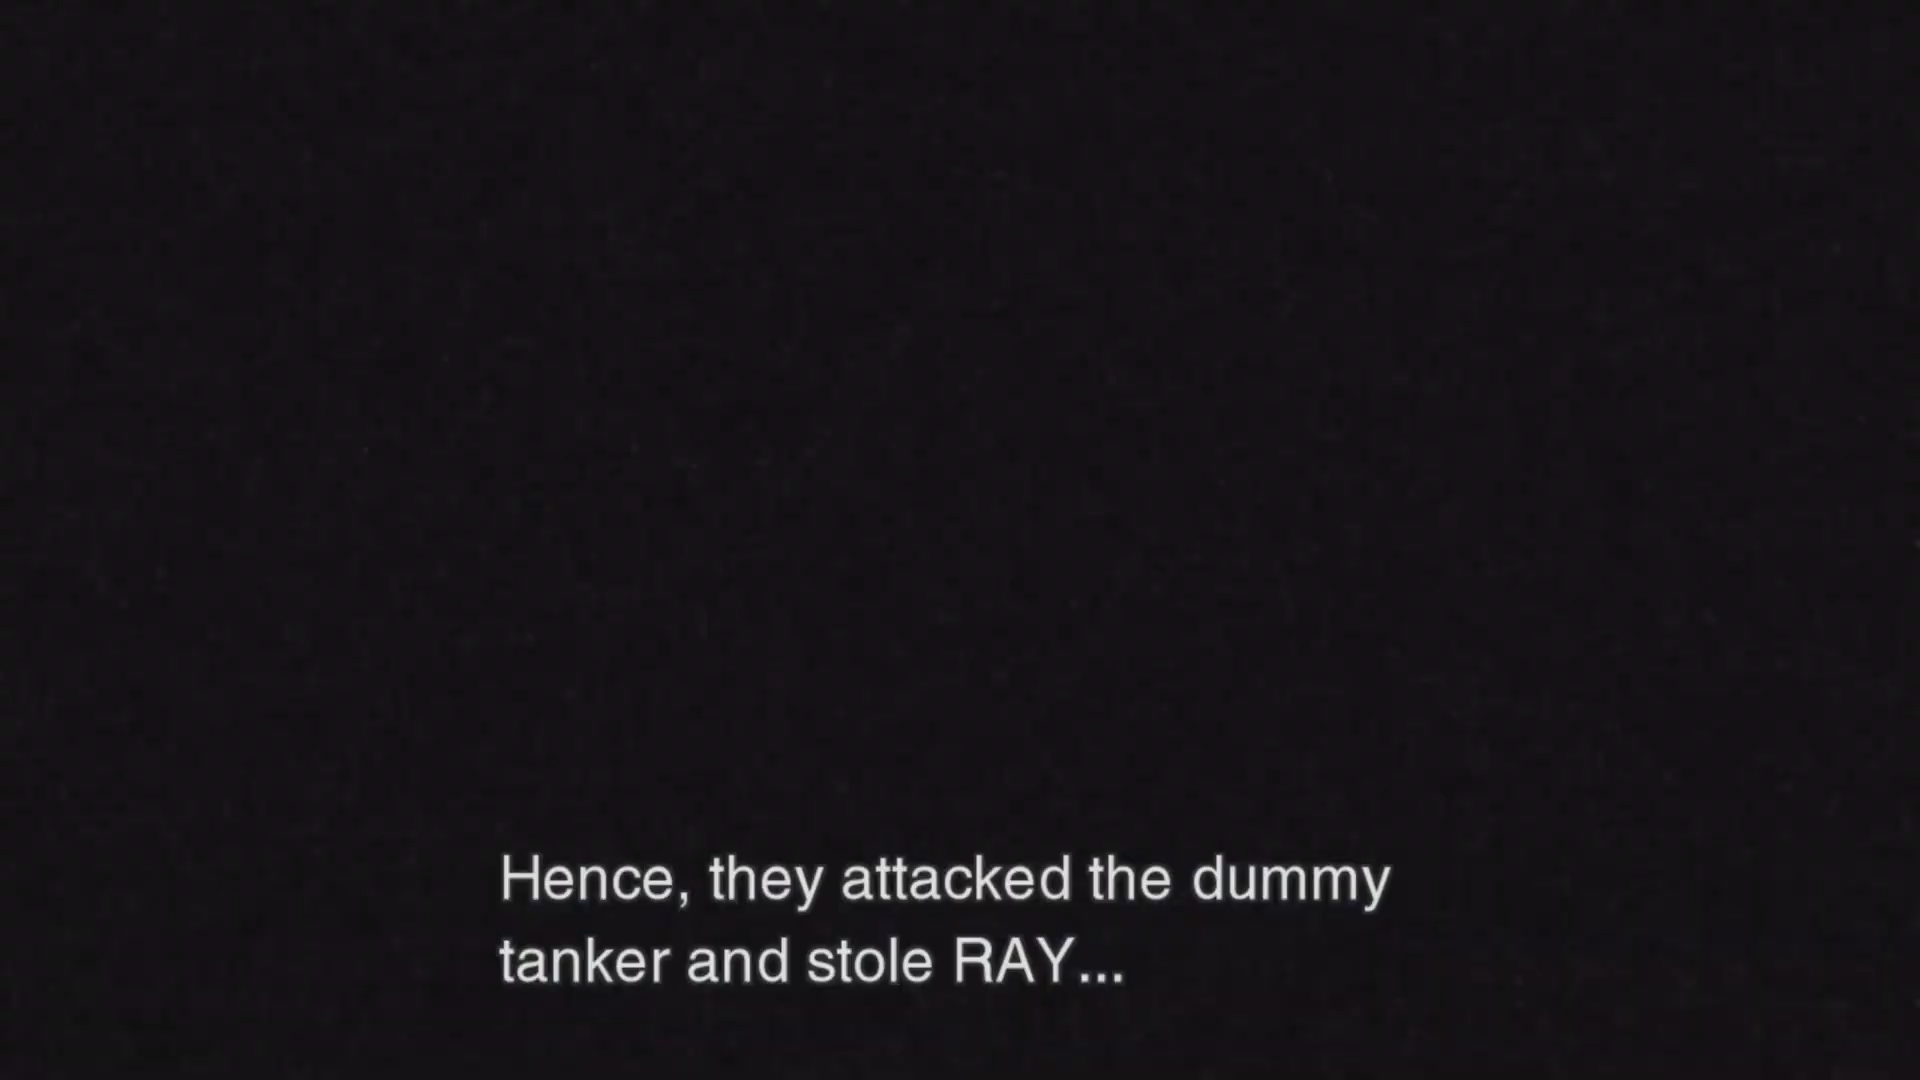 Hence, they attacked the dummy
tanker and stole RAY...